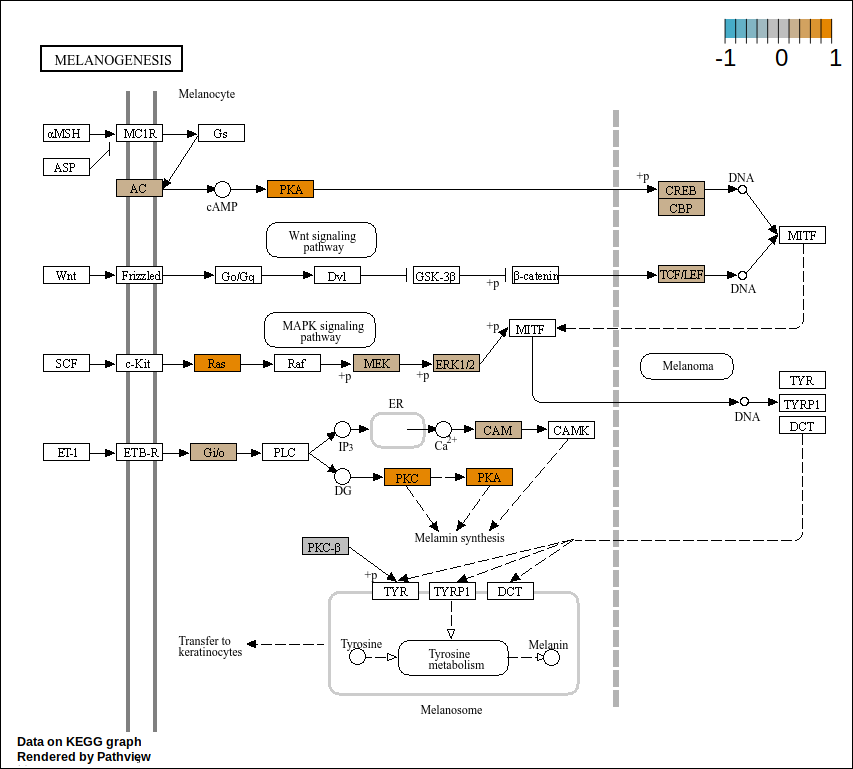 -1 0 1
MELANOGENESIS
Melanocyte
αMSH MC1R Gs
ASP
AC cAMP PKA +p CREB DNA
CBP
MITF
Wnt signaling
pathway
Wnt Frizzled Go/Gq Dvl GSK-3β +p β-catenin TCF/LEF DNA
MAPK signaling
pathway
+p MITF
SCF c-Kit Ras Raf +p MEK +p ERK1/2
Melanoma
TYR
DNA TYRP1
DCT
ER
ET-1 ETB-R Gi/o PLC IP3 Ca2+ CAM CAMK
DG PKC PKA
Melamin synthesis
PKC-β
+p
TYR TYRP1 DCT
Transfer to
keratinocytes
Tyrosine
Tyrosine
metabolism
Melanin
Melanosome
Data on KEGG graph
Rendered by Pathview